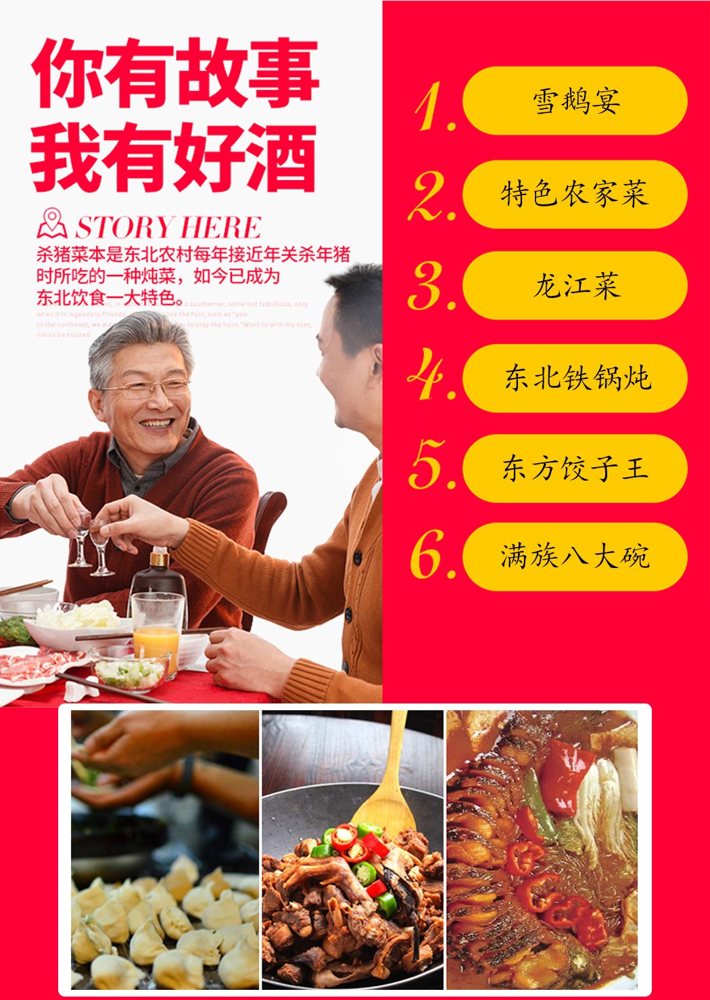 你有故事
我有好酒
STORY HERE
杀猪菜本是东北农村每年接近年关杀年猪
时所吃的一种炖菜，如今已成为
东北饮食一大特色。
a southerner, some not fastidious, only
when it is legendary.Friends
once the fool, such as "you
to the northeast, we
to play the huns."Want to with my toes,
not to be trusted.
1. 雪鹅宴
2. 特色农家菜
3. 龙江菜
4. 东北铁锅炖
5. 东方饺子王
6. 满族八大碗